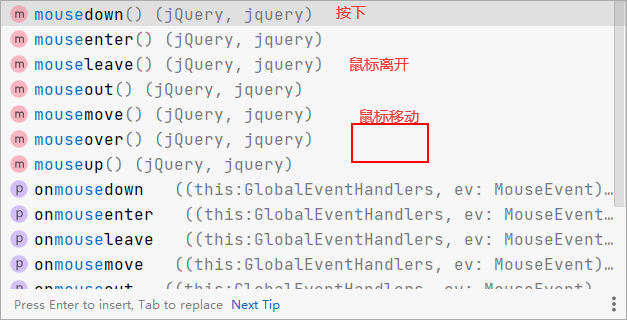 m mousedown() (jQuery, jquery) 按下
m mouseenter() (jQuery, jquery)
m mouseleave() (jQuery, jquery) 鼠标离开
m mouseout() (jQuery, jquery)
m mousemove() (jQuery, jquery) 鼠标移动
m mouseover() (jQuery, jquery)
m mouseup() (jQuery, jquery)
p onmousedown ((this:GlobalEventHandlers, ev: MouseEvent)…
p onmouseenter ((this:GlobalEventHandlers, ev: MouseEvent)…
p onmouseleave ((this:GlobalEventHandlers, ev: MouseEvent)…
p onmousemove ((this:GlobalEventHandlers, ev: MouseEvent)…
p onmouseout ((this:GlobalEventHandlers, ev: MouseEvent)
Press Enter to insert, Tab to replace Next Tip